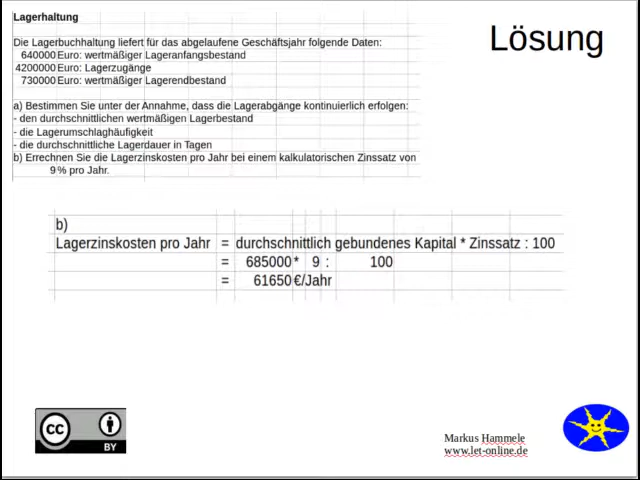 Lagerhaltung
Lösung
Die Lagerbuchhaltung liefert für das abgelaufene Geschäftsjahr folgende Daten:
640000 Euro: wertmäßiger Lageranfangsbestand
4200000 Euro: Lagerzugänge
730000 Euro: wertmäßiger Lagerendbestand
a) Bestimmen Sie unter der Annahme, dass die Lagerabgänge kontinuierlich erfolgen:
- den durchschnittlichen wertmäßigen Lagerbestand
- die Lagerumschlaghäufigkeit
- die durchschnittliche Lagerdauer in Tagen
b) Errechnen Sie die Lagerzinskosten pro Jahr bei einem kalkulatorischen Zinssatz von
9 % pro Jahr.
b)
Lagerzinskosten pro Jahr = durchschnittlich gebundenes Kapital * Zinssatz : 100
= 685000 * 9 : 100
= 61650 €/Jahr
cc
BY
Markus Hammele
www.let-online.de